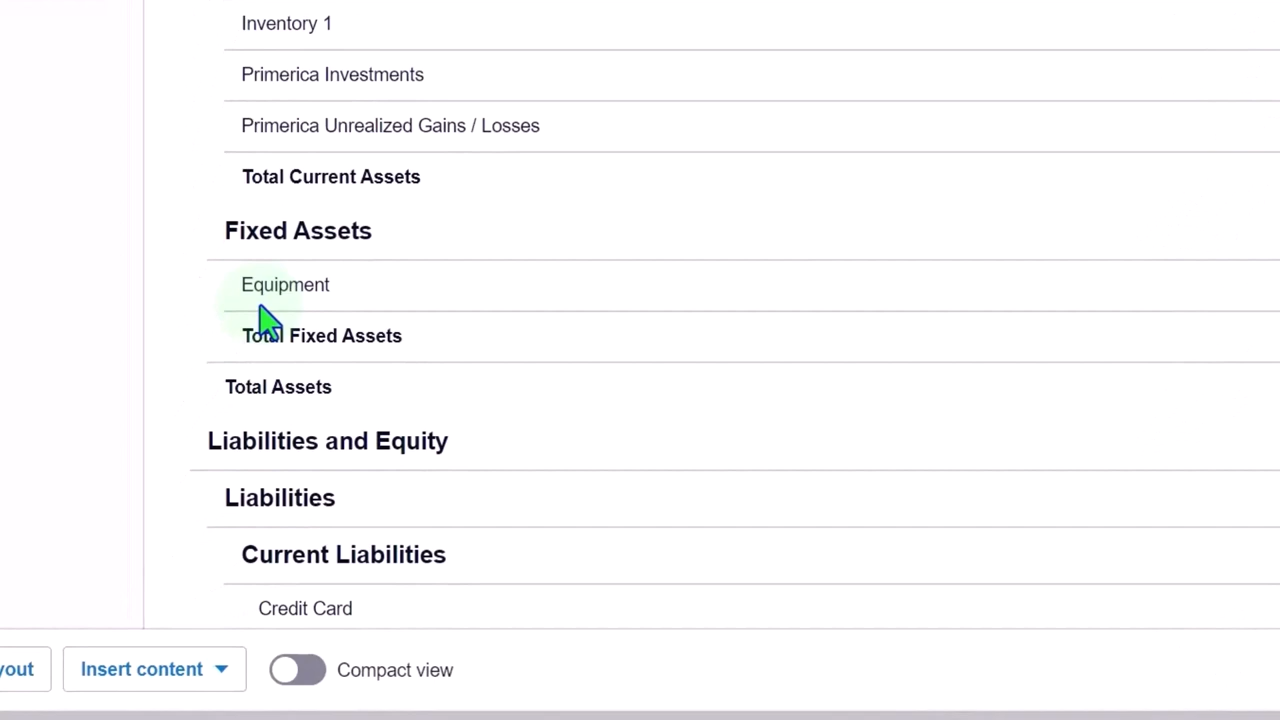 Inventory 1
Primerica Investments
Primerica Unrealized Gains / Losses
Total Current Assets
Fixed Assets
Equipment
Total Fixed Assets
Total Assets
Liabilities and Equity
Liabilities
Current Liabilities
Credit Card
yout Insert content Compact view